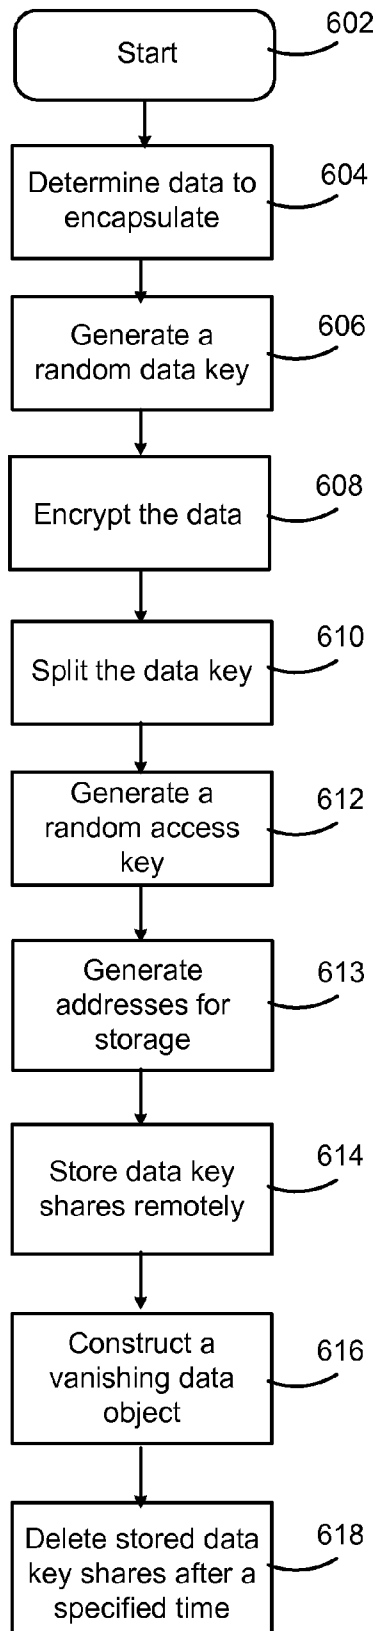 Start
602
Determine data to
encapsulate
604
Generate a
random data key
606
Encrypt the data
608
Split the data key
610
Generate a
random access
key
612
Generate
addresses for
storage
613
Store data key
shares remotely
614
Construct a
vanishing data
object
616
Delete stored data
key shares after a
specified time
618